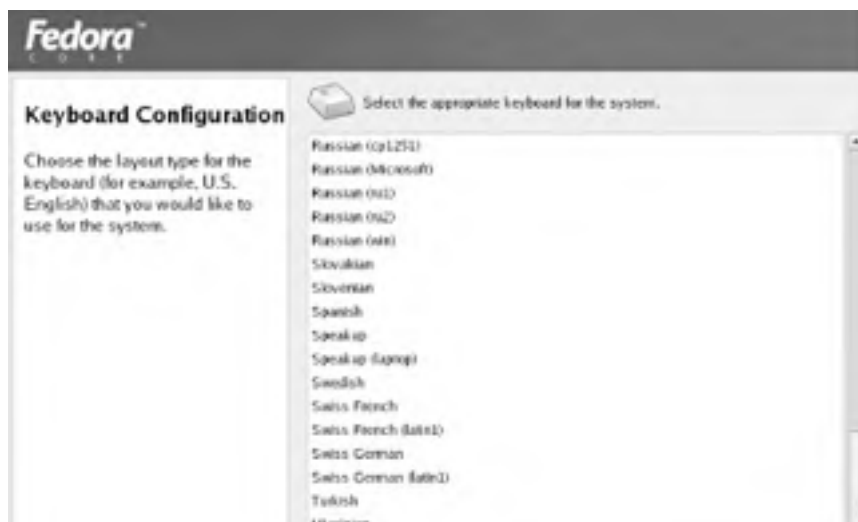 Fedora™
CORE
Keyboard Configuration
Choose the layout type for the
keyboard (for example, U.S.
English) that you would like to
use for the system.
Select the appropriate keyboard for the system.
Russian (cp1251)
Russian (Microsoft)
Russian (ru1)
Russian (ru2)
Russian (win)
Slovakian
Slovenian
Spanish
Speakup
Speakup (laptop)
Swedish
Swiss French
Swiss French (latin1)
Swiss German
Swiss German (latin1)
Turkish